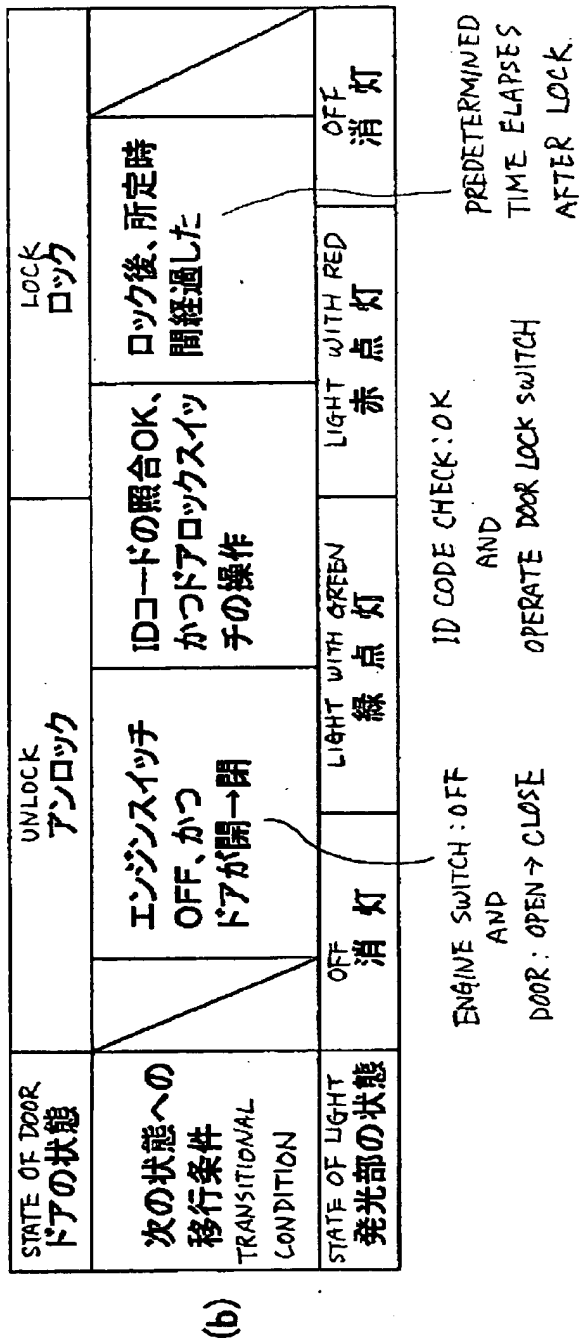 (b)
STATE OF DOOR
ドアの状態
UNLOCK
アンロック
LOCK
ロック
次の状態への
移行条件
TRANSITIONAL
CONDITION
エンジンスイッチ
OFF、かつ
ドアが開→閉
IDコードの照合OK、
かつドアロックスイッ
チの操作
ロック後、所定時
間経過した
STATE OF LIGHT
発光部の状態
OFF
消 灯
LIGHT WITH GREEN
緑 点 灯
LIGHT WITH RED
赤 点 灯
OFF
消 灯
ENGINE SWITCH : OFF
AND
DOOR : OPEN → CLOSE
ID CODE CHECK : OK
AND
OPERATE DOOR LOCK SWITCH
PREDETERMINED
TIME ELAPSES
AFTER LOCK.